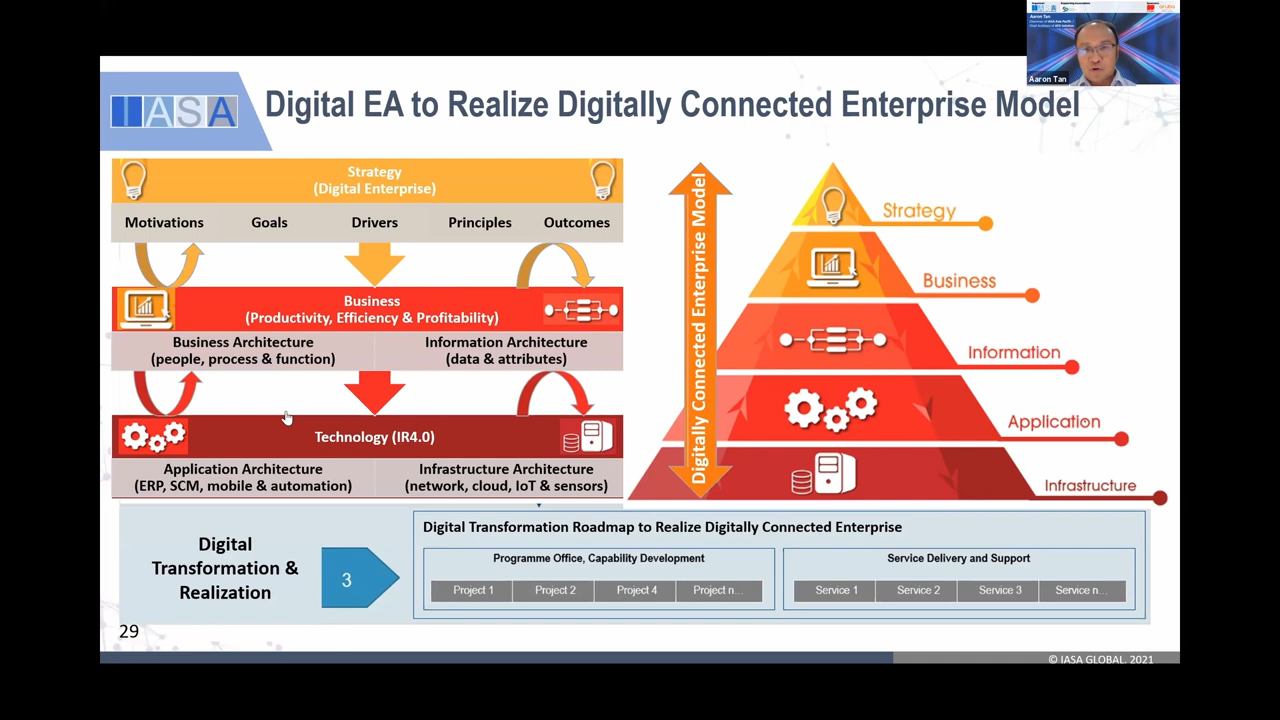 Aaron Tan
Aaron Tan
IASA
Digital EA to Realize Digitally Connected Enterprise Model
Strategy
(Digital Enterprise)
Motivations
Goals
Drivers
Principles
Outcomes
Business
(Productivity, Efficiency & Profitability)
Business Architecture
(people, process & function)
Information Architecture
(data & attributes)
Technology (IR4.0)
Application Architecture
(ERP, SCM, mobile & automation)
Infrastructure Architecture
(network, cloud, IoT & sensors)
Digitally Connected Enterprise Model
Strategy
Business
Information
Application
Infrastructure
Digital
Transformation &
Realization
3
Digital Transformation Roadmap to Realize Digitally Connected Enterprise
Programme Office, Capability Development
Project 1
Project 2
Project 4
Project n...
Service Delivery and Support
Service 1
Service 2
Service 3
Service n...
29
© IASA GLOBAL, 2021